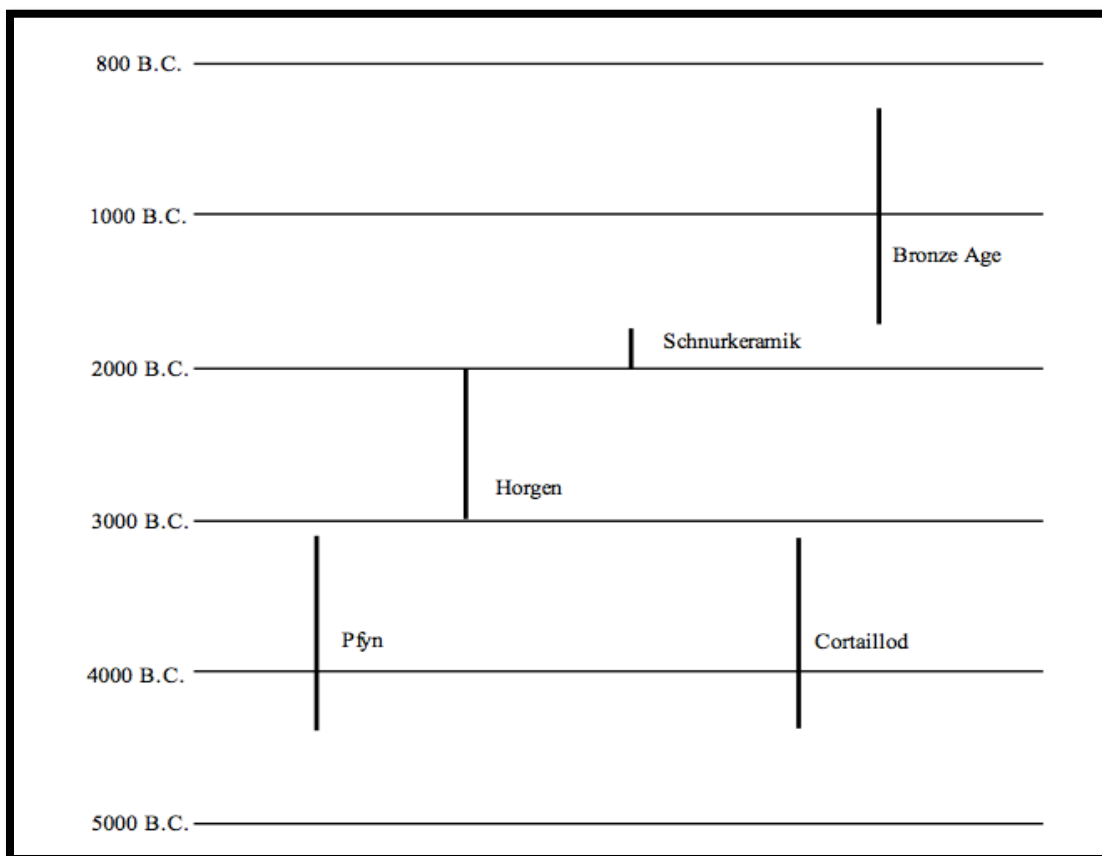 800 B.C.
1000 B.C.
Bronze Age
Schnurkeramik
2000 B.C.
Horgen
3000 B.C.
Pfyn
Cortaillod
4000 B.C.
5000 B.C.